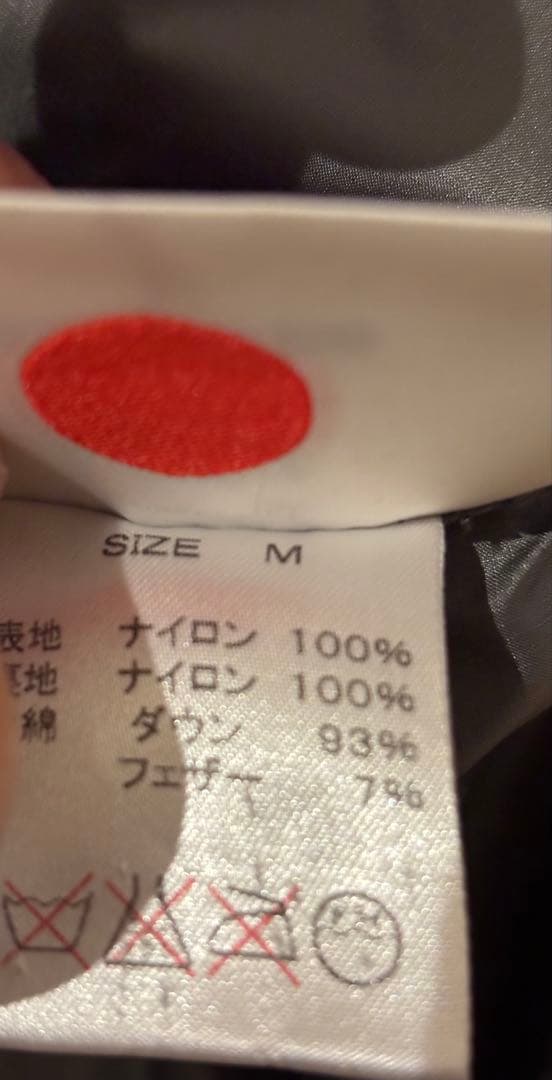 SIZE M
表地 ナイロン 100%
裏地 ナイロン 100%
綿 ダウン 93%
フェザー 7%